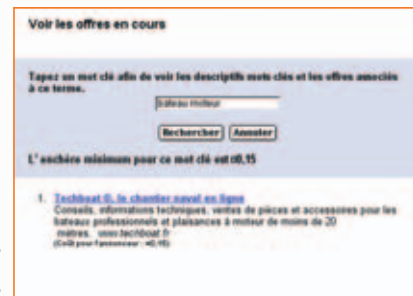 Voir les offres en cours
Tapez un mot clé afin de voir les descriptifs mots clés et les offres associés
à ce terme.
bateau moteur
Rechercher Annuler
L'enchère minimum pour ce mot clé est ¤0,15
1. Techboat ©, le chantier naval en ligne
Conseils, informations techniques, ventes de pièces et accessoires pour les
bateaux professionnels et plaisances à moteur de moins de 20
mètres. www.techboat.fr
(Coût pour l'annonceur :